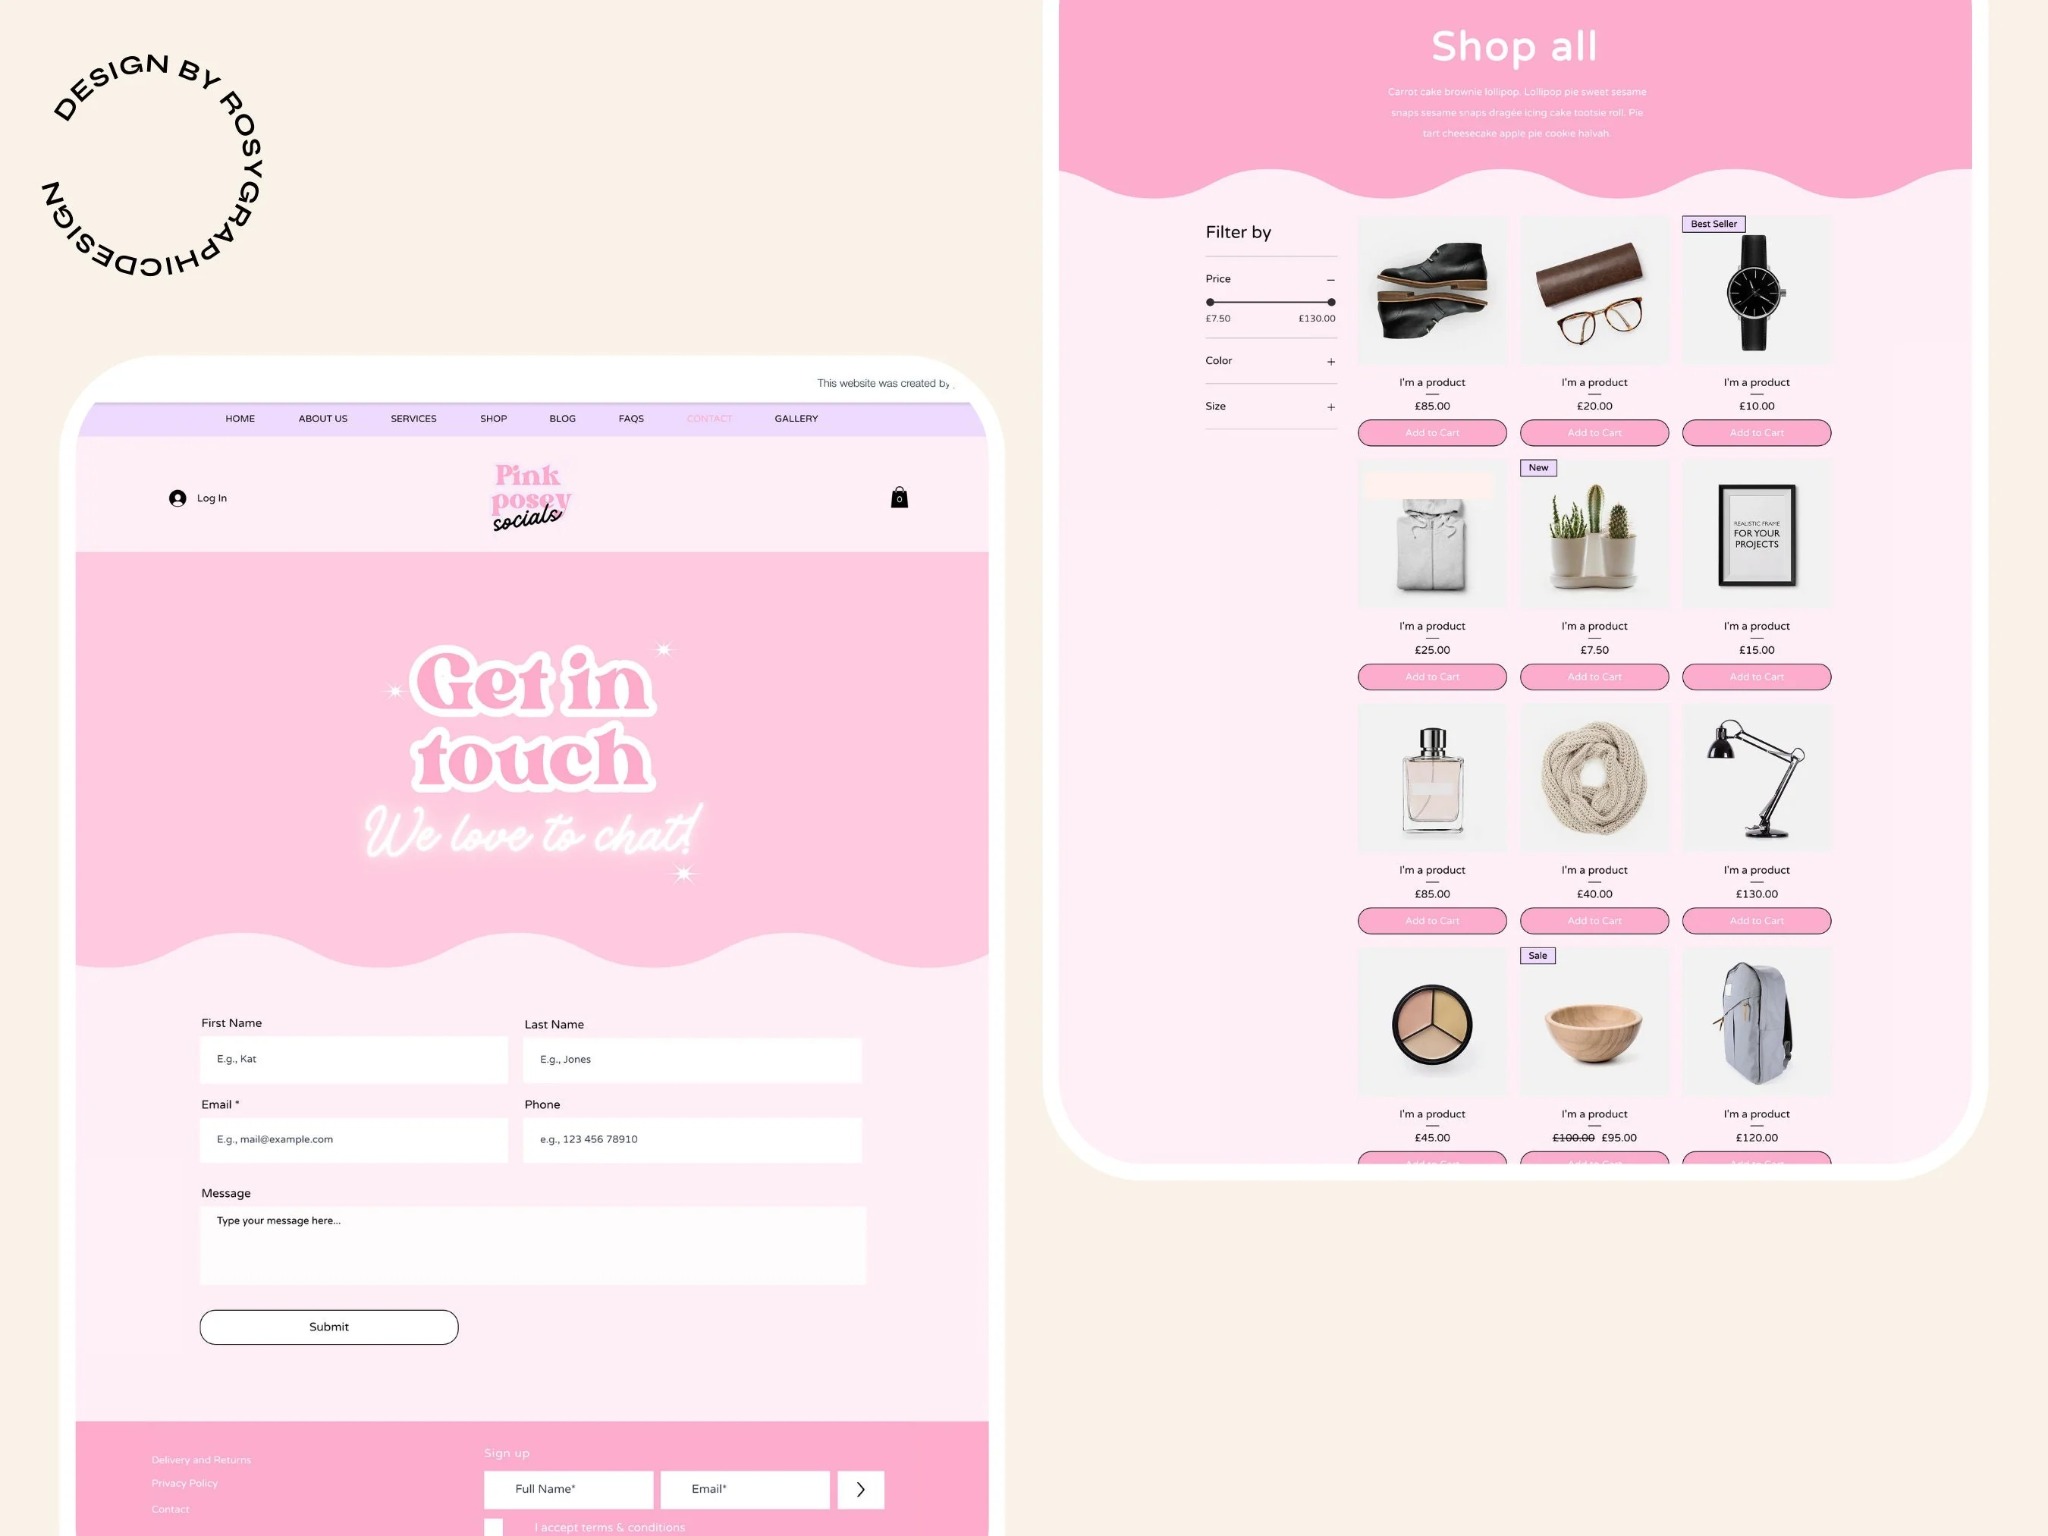 DESIGN BY ROSYGRAPHICDESIGN
This website was created by
HOME ABOUT US SERVICES SHOP BLOG FAQS CONTACT GALLERY
Log In
Pink
posey
socials
0
Get in
touch
We love to chat!
First Name
Last Name
E.g., Kat
E.g., Jones
Email *
Phone
E.g., mail@example.com
e.g., 123 456 78910
Message
Type your message here...
Submit
Delivery and Returns
Privacy Policy
Contact
Sign up
Full Name*
Email*
>
I accept terms & conditions
Shop all
Carrot cake brownie lollipop. Lollipop pie sweet sesame
snaps sesame snaps dragée icing cake tootsie roll. Pie
tart cheesecake apple pie cookie halvah.
Filter by
Price −
£7.50 £130.00
Color +
Size +
Best Seller
I'm a product I'm a product I'm a product
£85.00 £20.00 £10.00
Add to Cart Add to Cart Add to Cart
New
REALISTIC FRAME
FOR YOUR
PROJECTS
I'm a product I'm a product I'm a product
£25.00 £7.50 £15.00
Add to Cart Add to Cart Add to Cart
I'm a product I'm a product I'm a product
£85.00 £40.00 £130.00
Add to Cart Add to Cart Add to Cart
Sale
I'm a product I'm a product I'm a product
£45.00 £100.00 £95.00 £120.00
Add to Cart Add to Cart Add to Cart